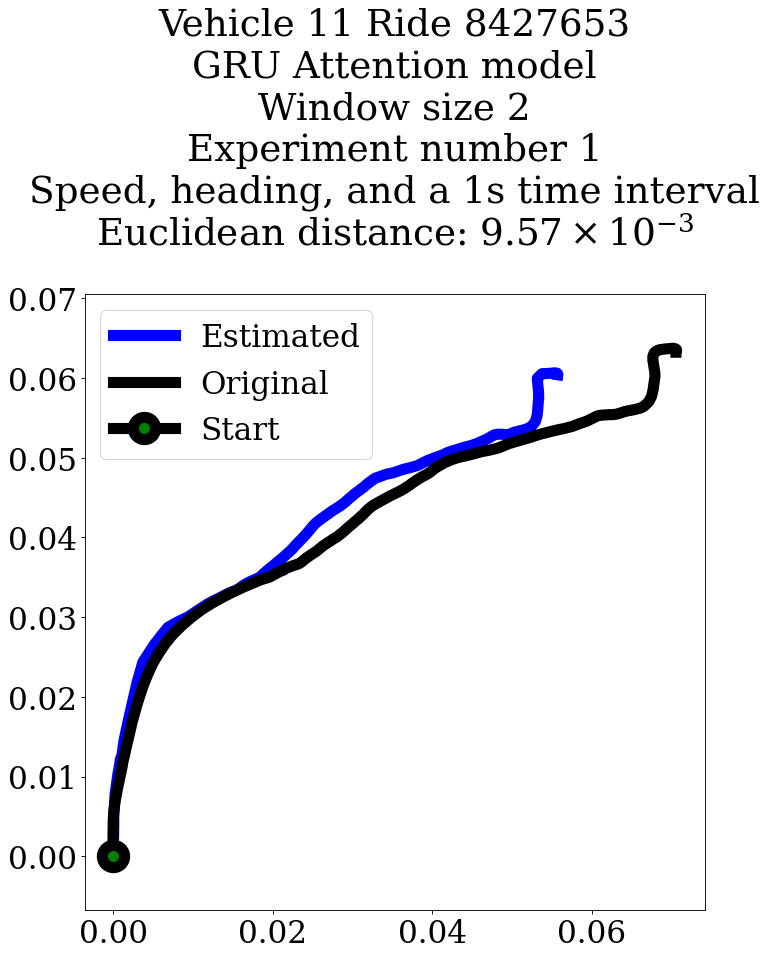 Vehicle 11 Ride 8427653
GRU Attention model
Window size 2
Experiment number 1
Speed, heading, and a 1s time interval
Euclidean distance: 9.57 × 10⁻³
0.07
0.06
0.05
0.04
0.03
0.02
0.01
0.00
Estimated
Original
Start
0.00 0.02 0.04 0.06